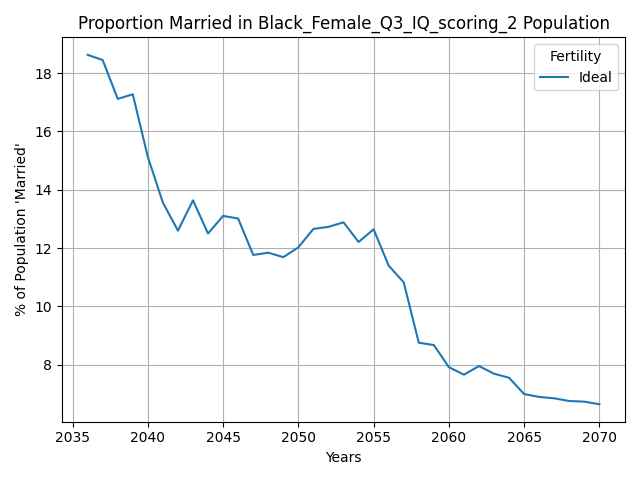 Proportion Married in Black_Female_Q3_IQ_scoring_2 Population
Fertility
Ideal
% of Population 'Married'
18
16
14
12
10
8
2035 2040 2045 2050 2055 2060 2065 2070
Years